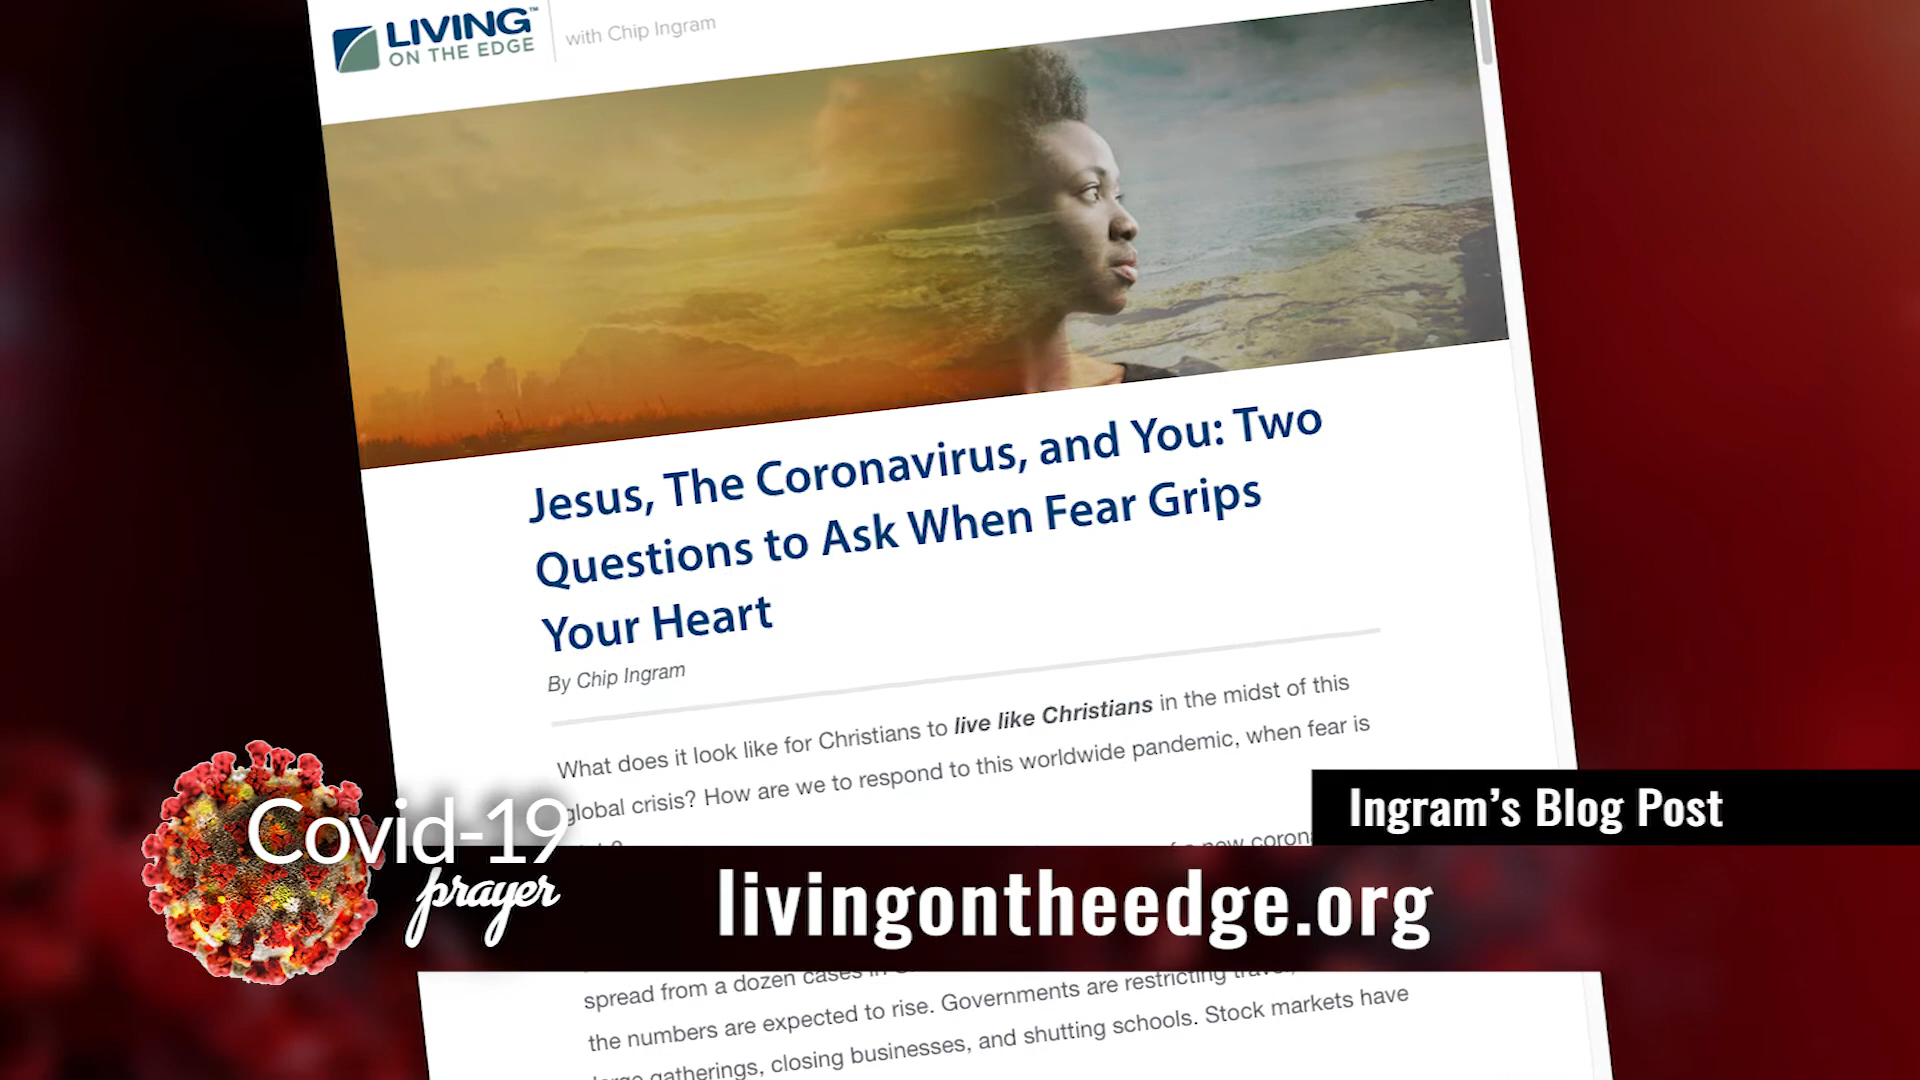 LIVING™
ON THE EDGE
with Chip Ingram
Jesus, The Coronavirus, and You: Two
Questions to Ask When Fear Grips
Your Heart
By Chip Ingram
What does it look like for Christians to live like Christians in the midst of this
global crisis? How are we to respond to this worldwide pandemic, when fear is
new
Ingram's Blog Post
Covid-19
prayer
livingontheedge.org
spread from a dozen cases in
the numbers are expected to rise. Governments are restricting
gatherings, closing businesses, and shutting schools. Stock markets have